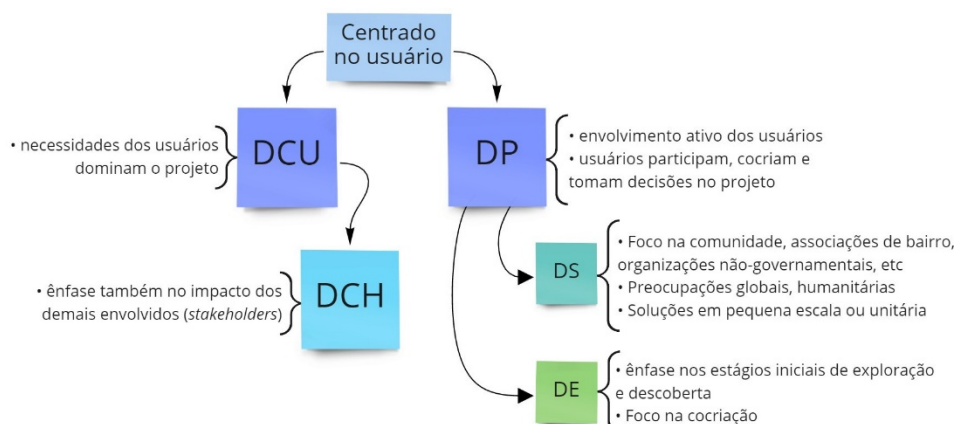 Centrado
no usuário
DCU
• necessidades dos usuários
dominam o projeto
DP
• envolvimento ativo dos usuários
• usuários participam, cocriam e
tomam decisões no projeto
DCH
• ênfase também no impacto dos
demais envolvidos (stakeholders)
DS
• Foco na comunidade, associações de bairro,
organizações não-governamentais, etc
• Preocupações globais, humanitárias
• Soluções em pequena escala ou unitária
DE
• ênfase nos estágios iniciais de exploração
e descoberta
• Foco na cocriação